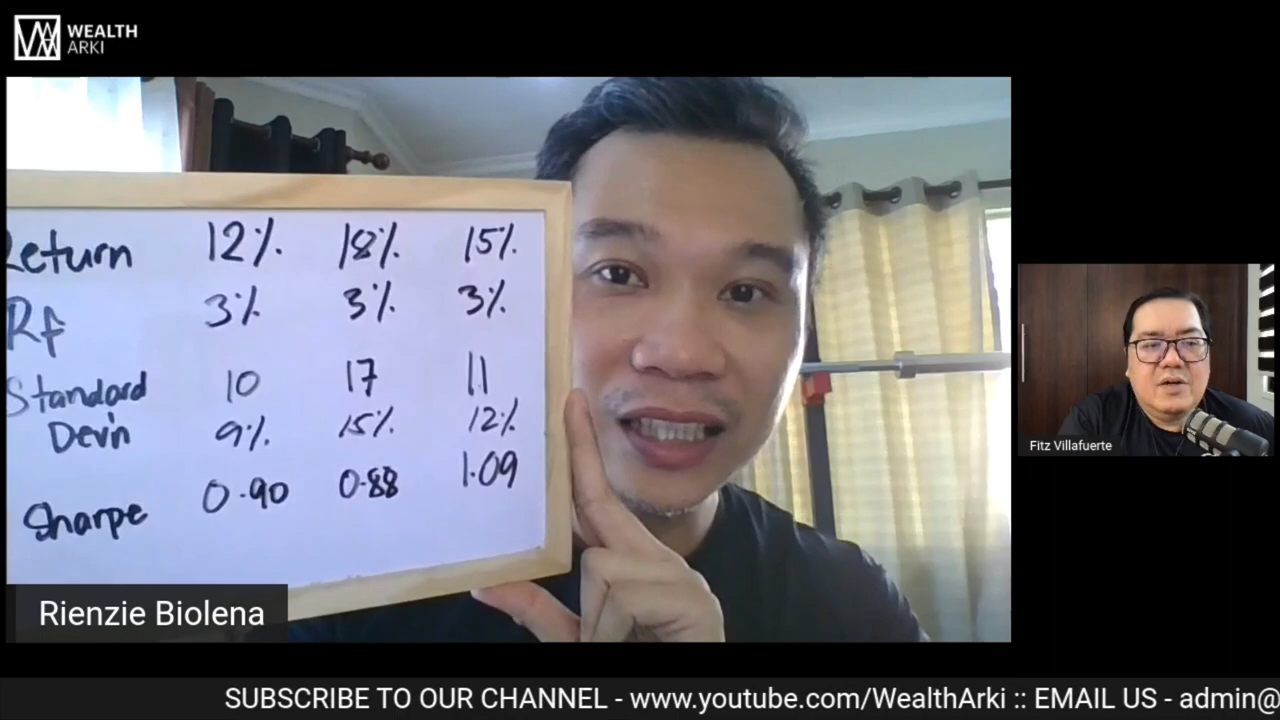 WEALTH
ARKI
Return 12% 18% 15%
Rf 3% 3% 3%
Standard 10 17 11
Dev'n 9% 15% 12%
Sharpe 0.90 0.88 1.09
Rienzie Biolena
Fitz Villafuerte
SUBSCRIBE TO OUR CHANNEL - www.youtube.com/WealthArki :: EMAIL US - admin@